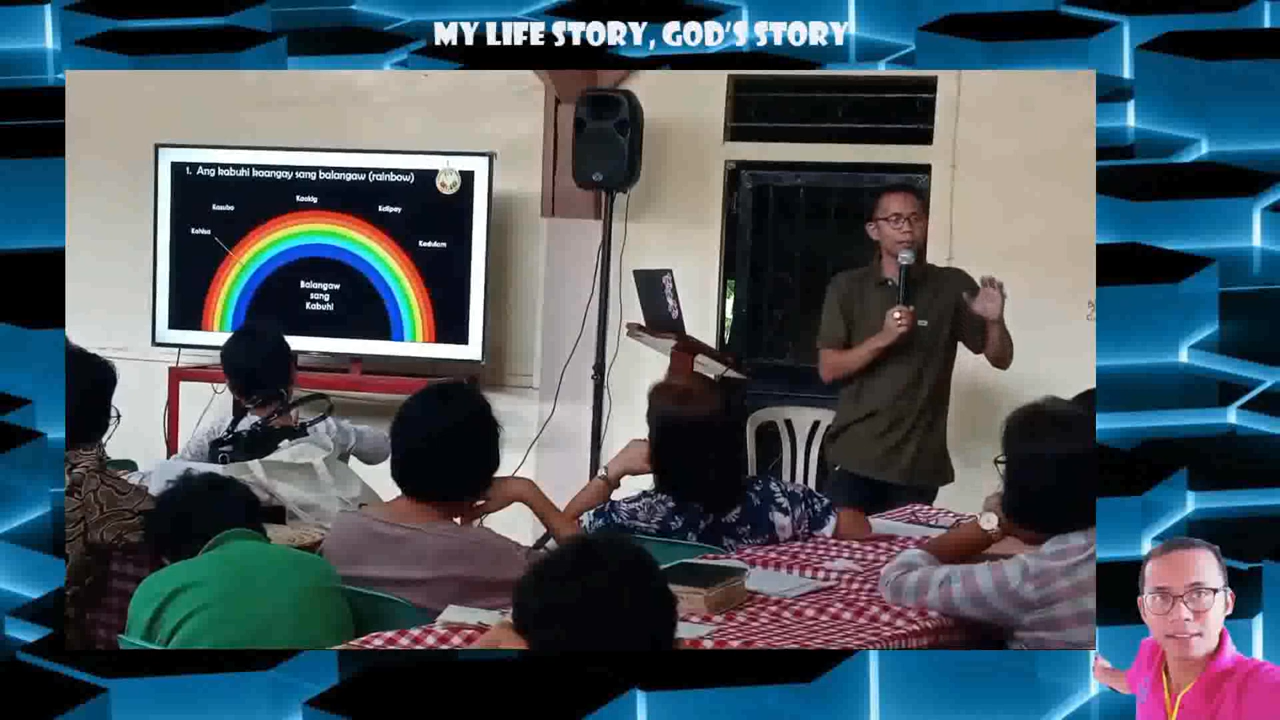 MY LIFE STORY, GOD'S STORY
1. Ang kabuhi kaangay sang balangaw (rainbow)
Kaakig
Kasubo
Kalipay
Kahisa
Kadulom
Balangaw
sang
Kabuhi